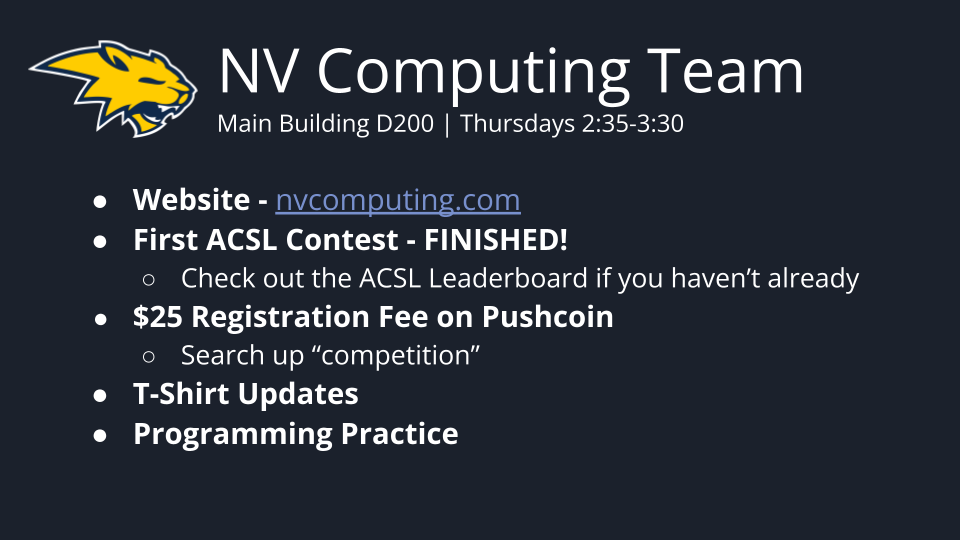 NV Computing Team
Main Building D200 | Thursdays 2:35-3:30
● Website - nvcomputing.com
● First ACSL Contest - FINISHED!
○ Check out the ACSL Leaderboard if you haven’t already
● $25 Registration Fee on Pushcoin
○ Search up “competition”
● T-Shirt Updates
● Programming Practice